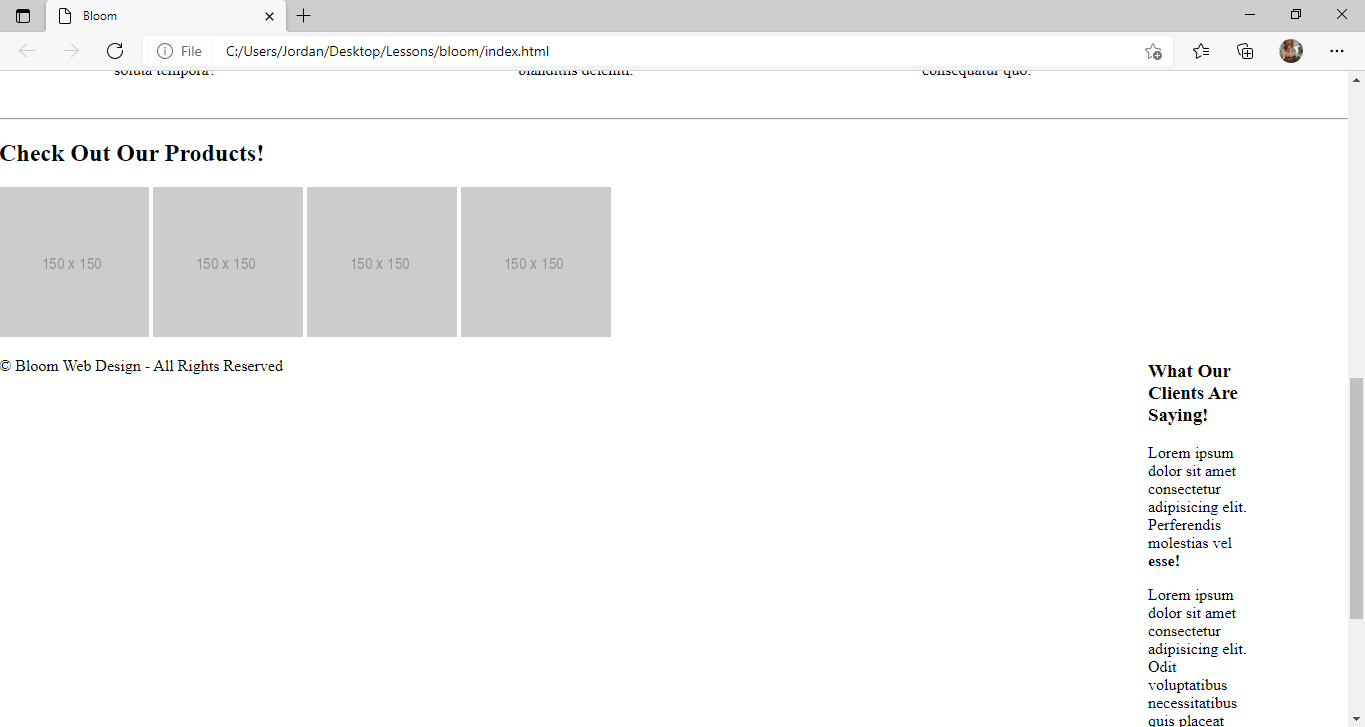 Bloom
File C:/Users/Jordan/Desktop/Lessons/bloom/index.html
soluta tempora? blanditiis deleniti. consequatur quo.
Check Out Our Products!
150 x 150 150 x 150 150 x 150 150 x 150
© Bloom Web Design - All Rights Reserved
What Our
Clients Are
Saying!
Lorem ipsum
dolor sit amet
consectetur
adipisicing elit.
Perferendis
molestias vel
esse!
Lorem ipsum
dolor sit amet
consectetur
adipisicing elit.
Odit
voluptatibus
necessitatibus
quis placeat